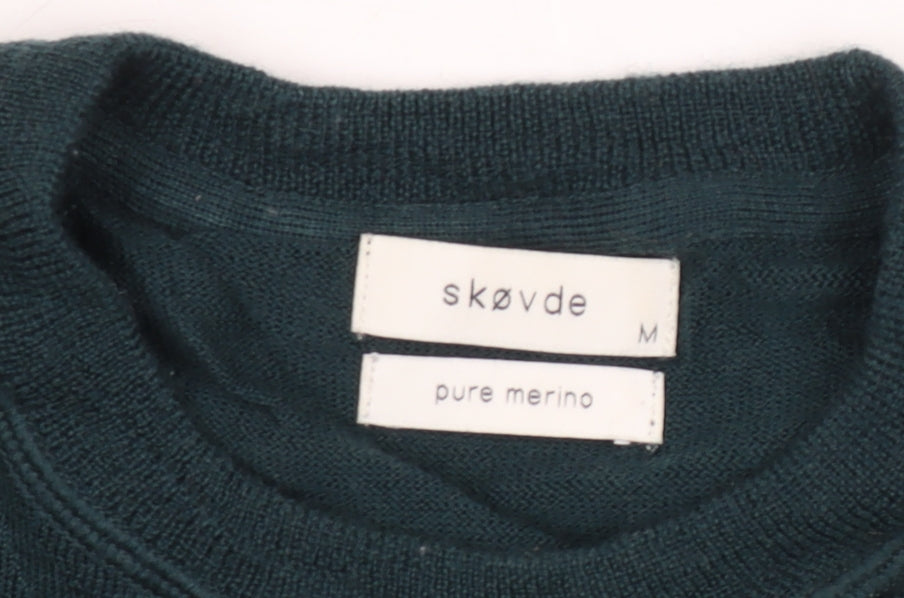 skøvde
M
pure merino